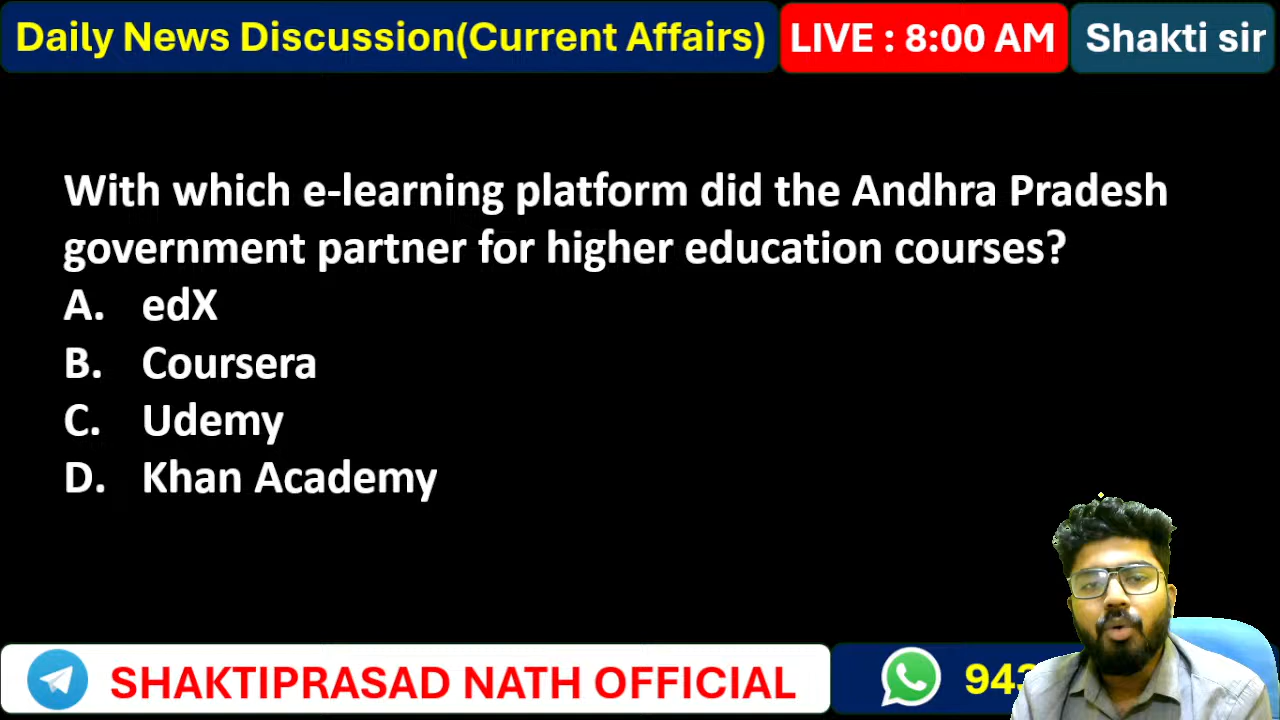 Daily News Discussion(Current Affairs) LIVE : 8:00 AM Shakti sir
With which e-learning platform did the Andhra Pradesh
government partner for higher education courses?
A. edX
B. Coursera
C. Udemy
D. Khan Academy
SHAKTIPRASAD NATH OFFICIAL